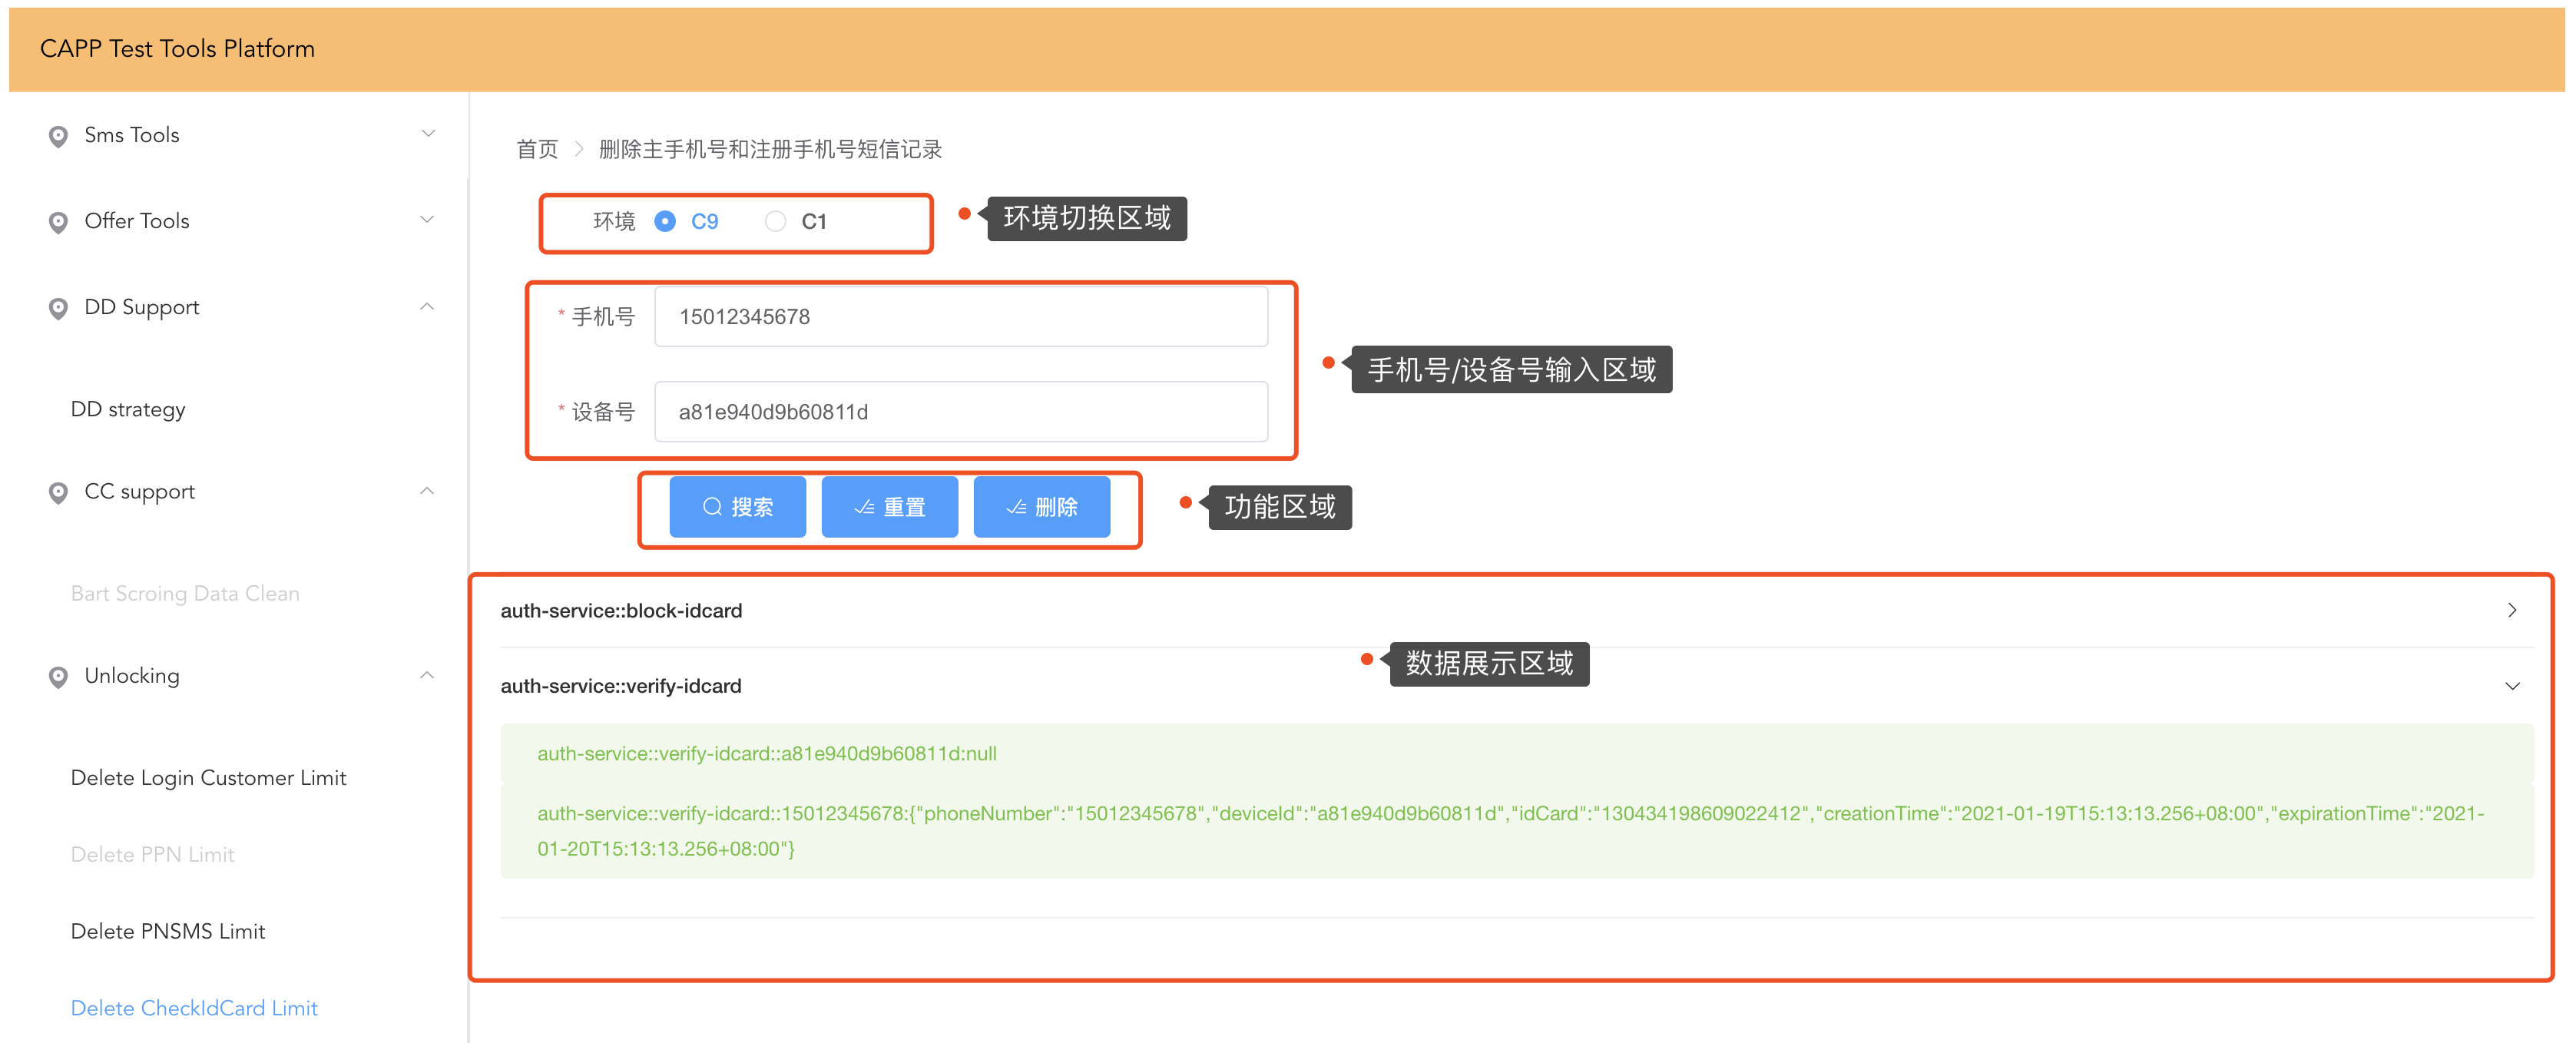 CAPP Test Tools Platform
Sms Tools
Offer Tools
DD Support
DD strategy
CC support
Bart Scroing Data Clean
Unlocking
Delete Login Customer Limit
Delete PPN Limit
Delete PNSMS Limit
Delete CheckIdCard Limit
首页 > 删除主手机号和注册手机号短信记录
环境 C9 C1
环境切换区域
* 手机号 15012345678
手机号/设备号输入区域
* 设备号 a81e940d9b60811d
搜索 重置 删除
功能区域
auth-service::block-idcard
数据展示区域
auth-service::verify-idcard
auth-service::verify-idcard::a81e940d9b60811d:null
auth-service::verify-idcard::15012345678:{"phoneNumber":"15012345678","deviceId":"a81e940d9b60811d","idCard":"130434198609022412","creationTime":"2021-01-19T15:13:13.256+08:00","expirationTime":"2021-
01-20T15:13:13.256+08:00"}